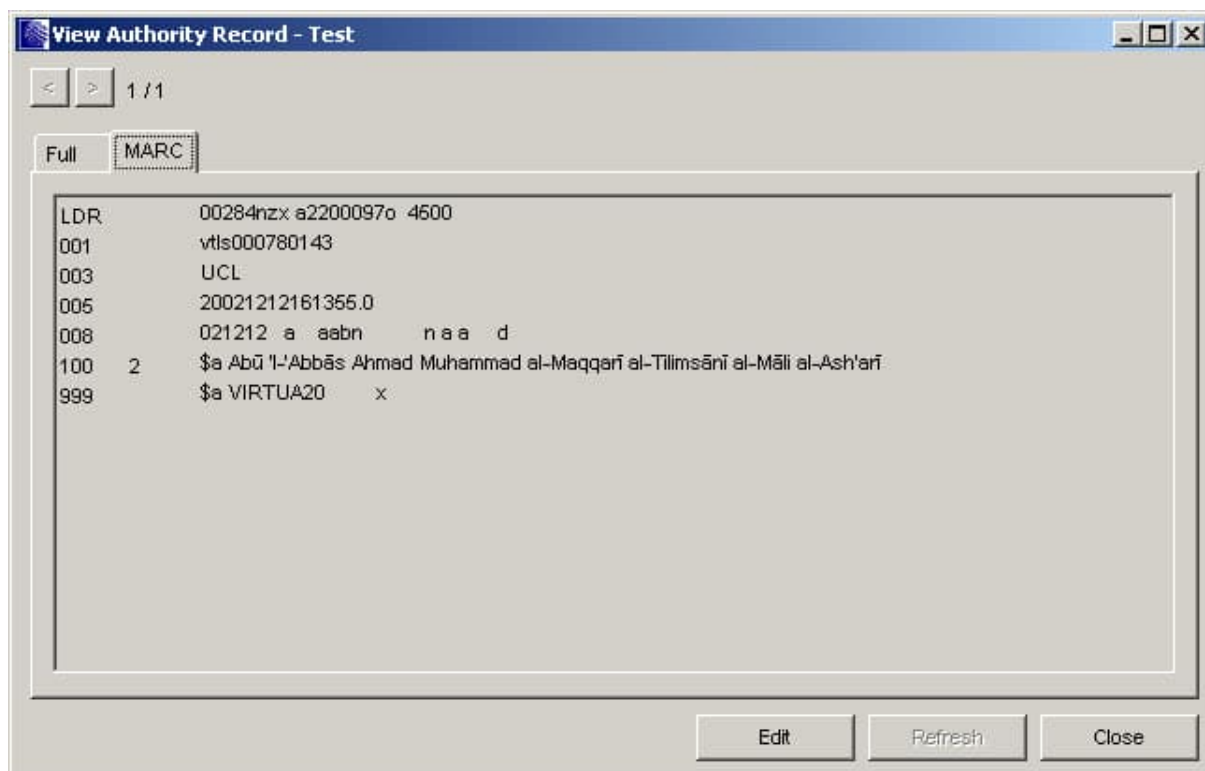 View Authority Record - Test
< > 1 / 1
Full MARC
LDR 00284nzx a2200097o 4500
001 vtls000780143
003 UCL
005 20021212161355.0
008 021212 a aabn n a a d
100 2 $a Abū 'l-'Abbās Ahmad Muhammad al-Maqqarī al-Tilimsānī al-Māli al-Ash'arī
999 $a VIRTUA20 x
Edit Refresh Close